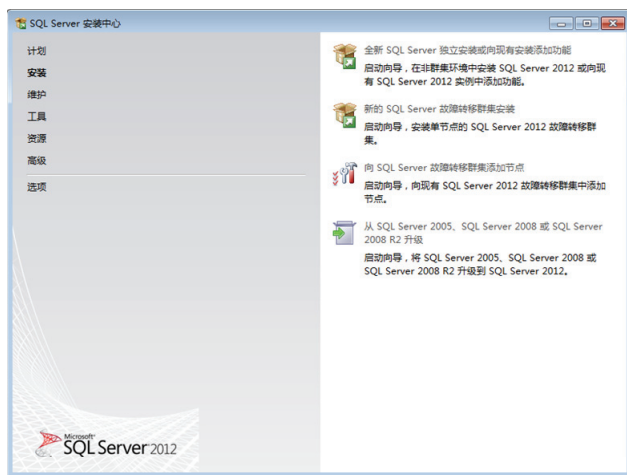 SQL Server 安装中心
计划
安装
维护
工具
资源
高级
选项
全新 SQL Server 独立安装或向现有安装添加功能
启动向导，在非群集环境中安装 SQL Server 2012 或向现
有 SQL Server 2012 实例中添加功能。
新的 SQL Server 故障转移群集安装
启动向导，安装单节点的 SQL Server 2012 故障转移群
集。
向 SQL Server 故障转移群集添加节点
启动向导，向现有 SQL Server 2012 故障转移群集中添加
节点。
从 SQL Server 2005、SQL Server 2008 或 SQL Server
2008 R2 升级
启动向导，将 SQL Server 2005、SQL Server 2008 或
SQL Server 2008 R2 升级到 SQL Server 2012。
Microsoft
SQL Server 2012